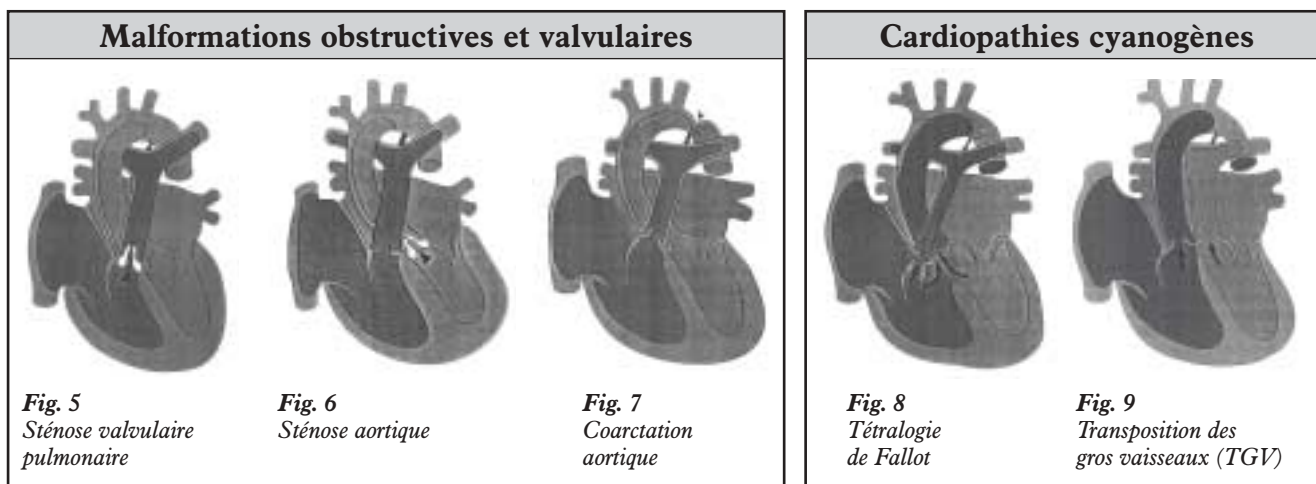 Malformations obstructives et valvulaires
Fig. 5
Sténose valvulaire
pulmonaire
Fig. 6
Sténose aortique
Fig. 7
Coarctation
aortique
Cardiopathies cyanogènes
Fig. 8
Tétralogie
de Fallot
Fig. 9
Transposition des
gros vaisseaux (TGV)